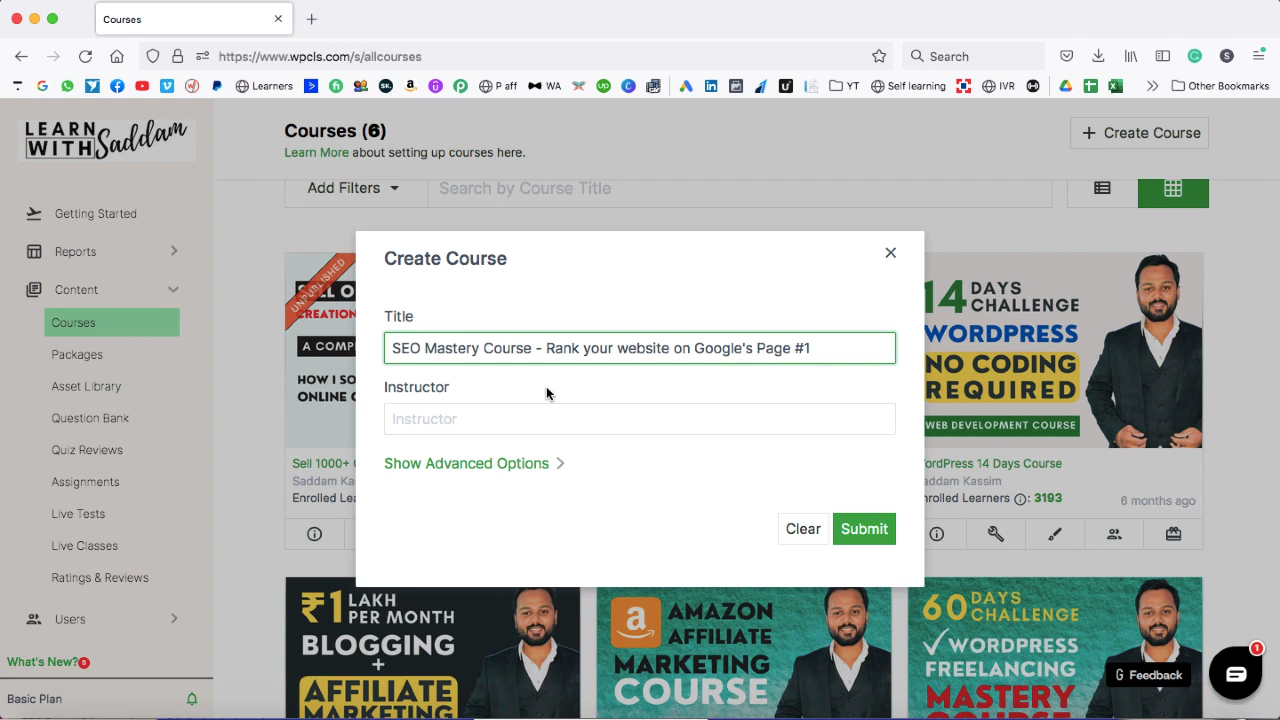 Courses
https://www.wpcls.com/s/allcourses
Search
Learners
P aff
WA
YT
Self learning
IVR
Other Bookmarks
LEARN
WITH Saddam
Courses (6)
Learn More about setting up courses here.
+ Create Course
Add Filters
Search by Course Title
Getting Started
Reports
Content
Courses
Packages
Asset Library
Question Bank
Quiz Reviews
Assignments
Live Tests
Live Classes
Ratings & Reviews
Users
What's New?
Basic Plan
Create Course
Title
SEO Mastery Course - Rank your website on Google's Page #1
Instructor
Instructor
Show Advanced Options
Clear
Submit
UNPUBLISHED
A COMP
HOW I SO
ONLINE
Sell 1000+
Saddam Ka
Enrolled Lea
14 DAYS
CHALLENGE
WORDPRESS
NO CODING
REQUIRED
WEB DEVELOPMENT COURSE
ordPress 14 Days Course
addam Kassim
nrolled Learners : 3193
6 months ago
₹1 LAKH
PER MONTH
BLOGGING
+
AFFILIATE
MARKETING
a AMAZON
AFFILIATE
MARKETING
COURSE
60 DAYS
CHALLENGE
WORDPRESS
FREELANCING
MASTERY
Feedback
1